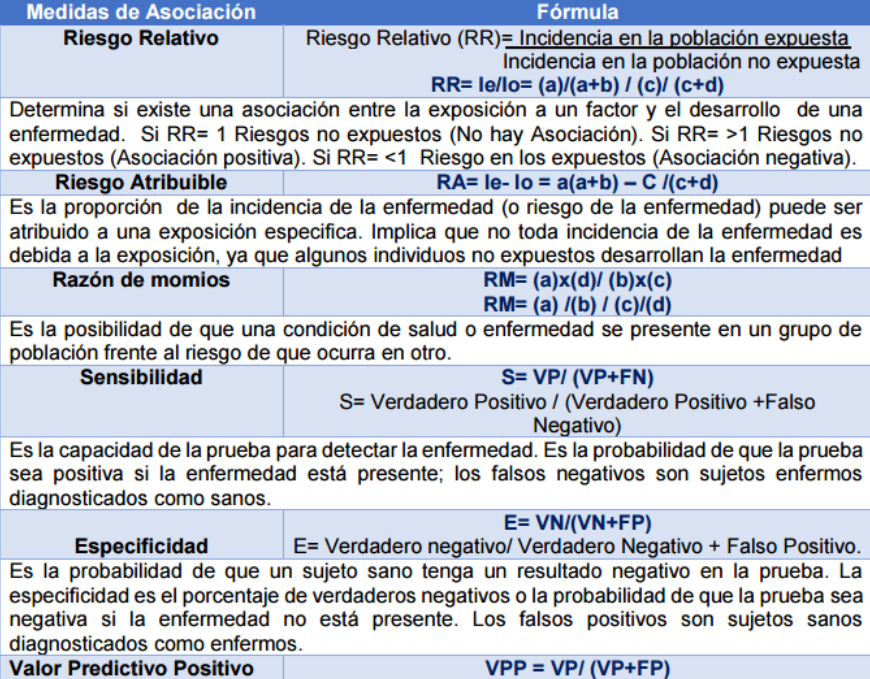 Medidas de Asociación Fórmula
Riesgo Relativo Riesgo Relativo (RR)= Incidencia en la población expuesta
Incidencia en la población no expuesta
RR= Ie/Io= (a)/(a+b) / (c)/ (c+d)
Determina si existe una asociación entre la exposición a un factor y el desarrollo de una
enfermedad. Si RR= 1 Riesgos no expuestos (No hay Asociación). Si RR= >1 Riesgos no
expuestos (Asociación positiva). Si RR= <1 Riesgo en los expuestos (Asociación negativa).
Riesgo Atribuible RA= Ie- Io = a(a+b) – C /(c+d)
Es la proporción de la incidencia de la enfermedad (o riesgo de la enfermedad) puede ser
atribuido a una exposición especifica. Implica que no toda incidencia de la enfermedad es
debida a la exposición, ya que algunos individuos no expuestos desarrollan la enfermedad
Razón de momios RM= (a)x(d)/ (b)x(c)
RM= (a) /(b) / (c)/(d)
Es la posibilidad de que una condición de salud o enfermedad se presente en un grupo de
población frente al riesgo de que ocurra en otro.
Sensibilidad S= VP/ (VP+FN)
S= Verdadero Positivo / (Verdadero Positivo +Falso
Negativo)
Es la capacidad de la prueba para detectar la enfermedad. Es la probabilidad de que la prueba
sea positiva si la enfermedad está presente; los falsos negativos son sujetos enfermos
diagnosticados como sanos.
E= VN/(VN+FP)
Especificidad E= Verdadero negativo/ Verdadero Negativo + Falso Positivo.
Es la probabilidad de que un sujeto sano tenga un resultado negativo en la prueba. La
especificidad es el porcentaje de verdaderos negativos o la probabilidad de que la prueba sea
negativa si la enfermedad no está presente. Los falsos positivos son sujetos sanos
diagnosticados como enfermos.
Valor Predictivo Positivo VPP = VP/ (VP+FP)